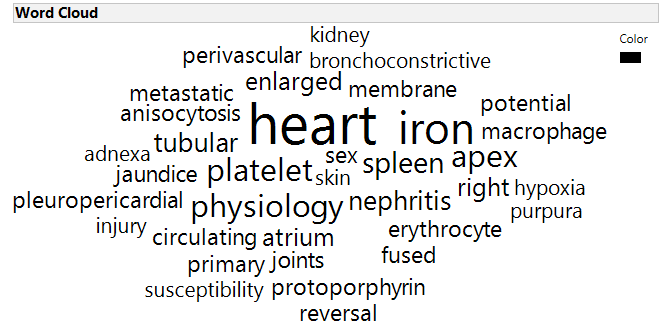 Word Cloud
Color
kidney
perivascular
bronchoconstrictive
enlarged
membrane
metastatic
anisocytosis
potential
heart
iron
macrophage
tubular
adnexa
sex
spleen
apex
jaundice
platelet
skin
pleuropericardial
physiology
nephritis
right
hypoxia
purpura
injury
circulating
atrium
erythrocyte
fused
primary
joints
susceptibility
protoporphyrin
reversal